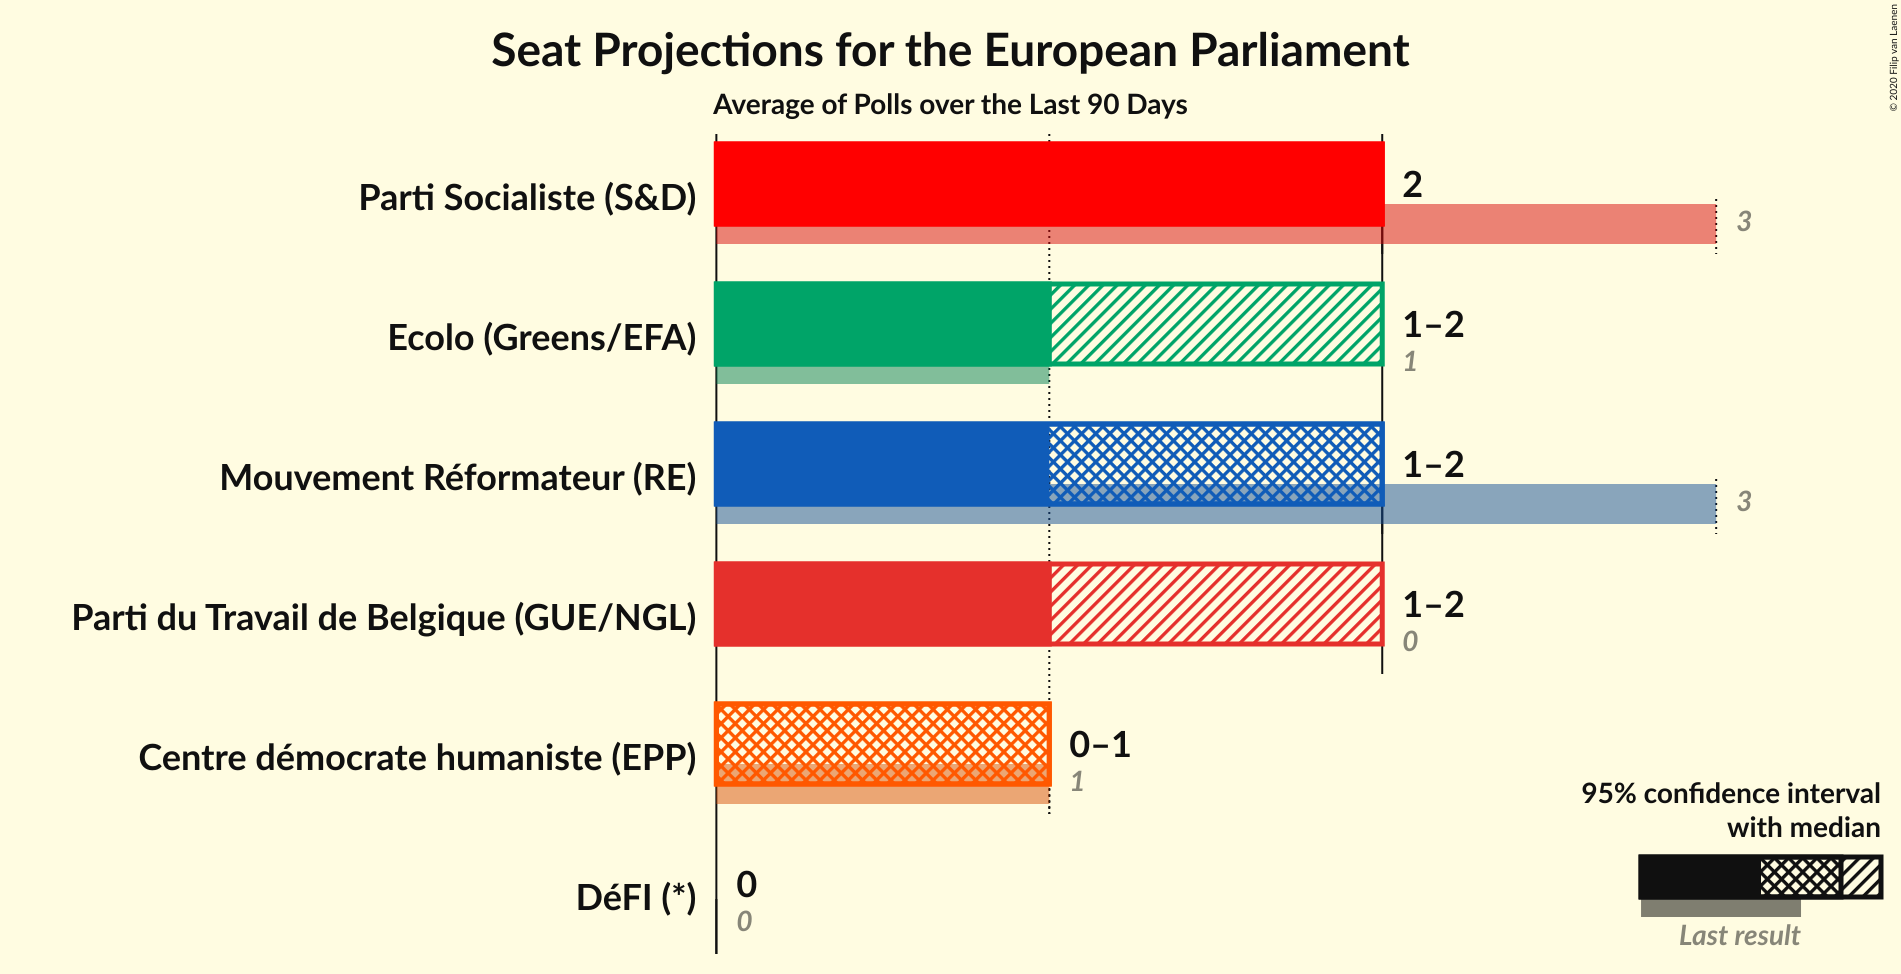 Seat Projections for the European Parliament
Average of Polls over the Last 90 Days
© 2020 Filip van Laenen
Parti Socialiste (S&D)
2
3
Ecolo (Greens/EFA)
1–2
1
Mouvement Réformateur (RE)
1–2
3
Parti du Travail de Belgique (GUE/NGL)
1–2
0
Centre démocrate humaniste (EPP)
0–1
1
DéFI (*)
0
0
95% confidence interval
with median
Last result